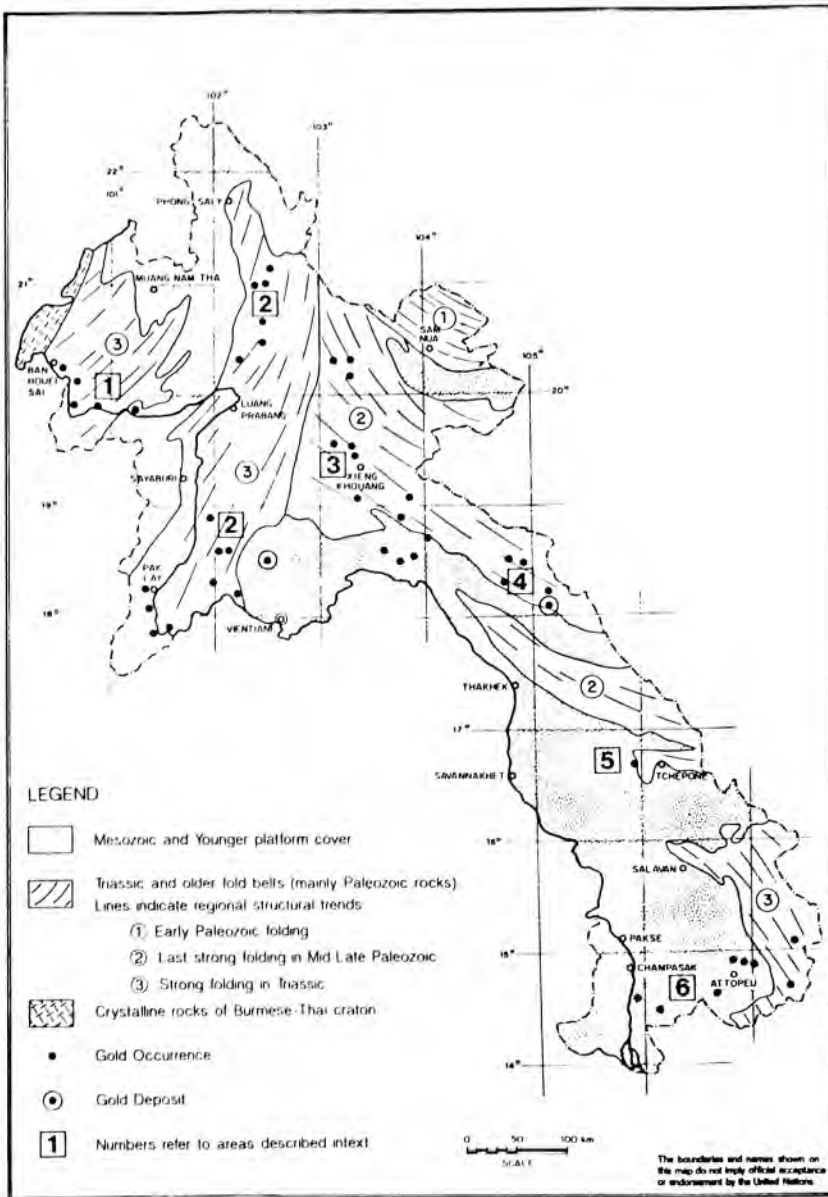 102°
103°
22°
101°
PHONG SALY
104°
21°
MUANG NAM THA
2
1
SAM NUA
105°
3
BAN HOUEI SAI
1
20°
LUANG PRABANG
2
3
3
XIENG KHOUANG
SAYABURI
19°
2
4
PAK LAY
18°
VIENTIANE
2
THAKHEK
17°
5
SAVANNAKHET
TCHEPONE
LEGEND
Mesozoic and Younger platform cover
16°
SALAVAN
Triassic and older fold belts (mainly Paleozoic rocks)
Lines indicate regional structural trends
3
1 Early Paleozoic folding
PAKSE
15°
2 Last strong folding in Mid Late Paleozoic
CHAMPASAK
ATTOPEU
3 Strong folding in Triassic
6
Crystalline rocks of Burmese-Thai craton
Gold Occurrence
14°
Gold Deposit
1 Numbers refer to areas described intext
0 50 100 km
SCALE
The boundaries and names shown on
this map do not imply official acceptance
or endorsement by the United Nations